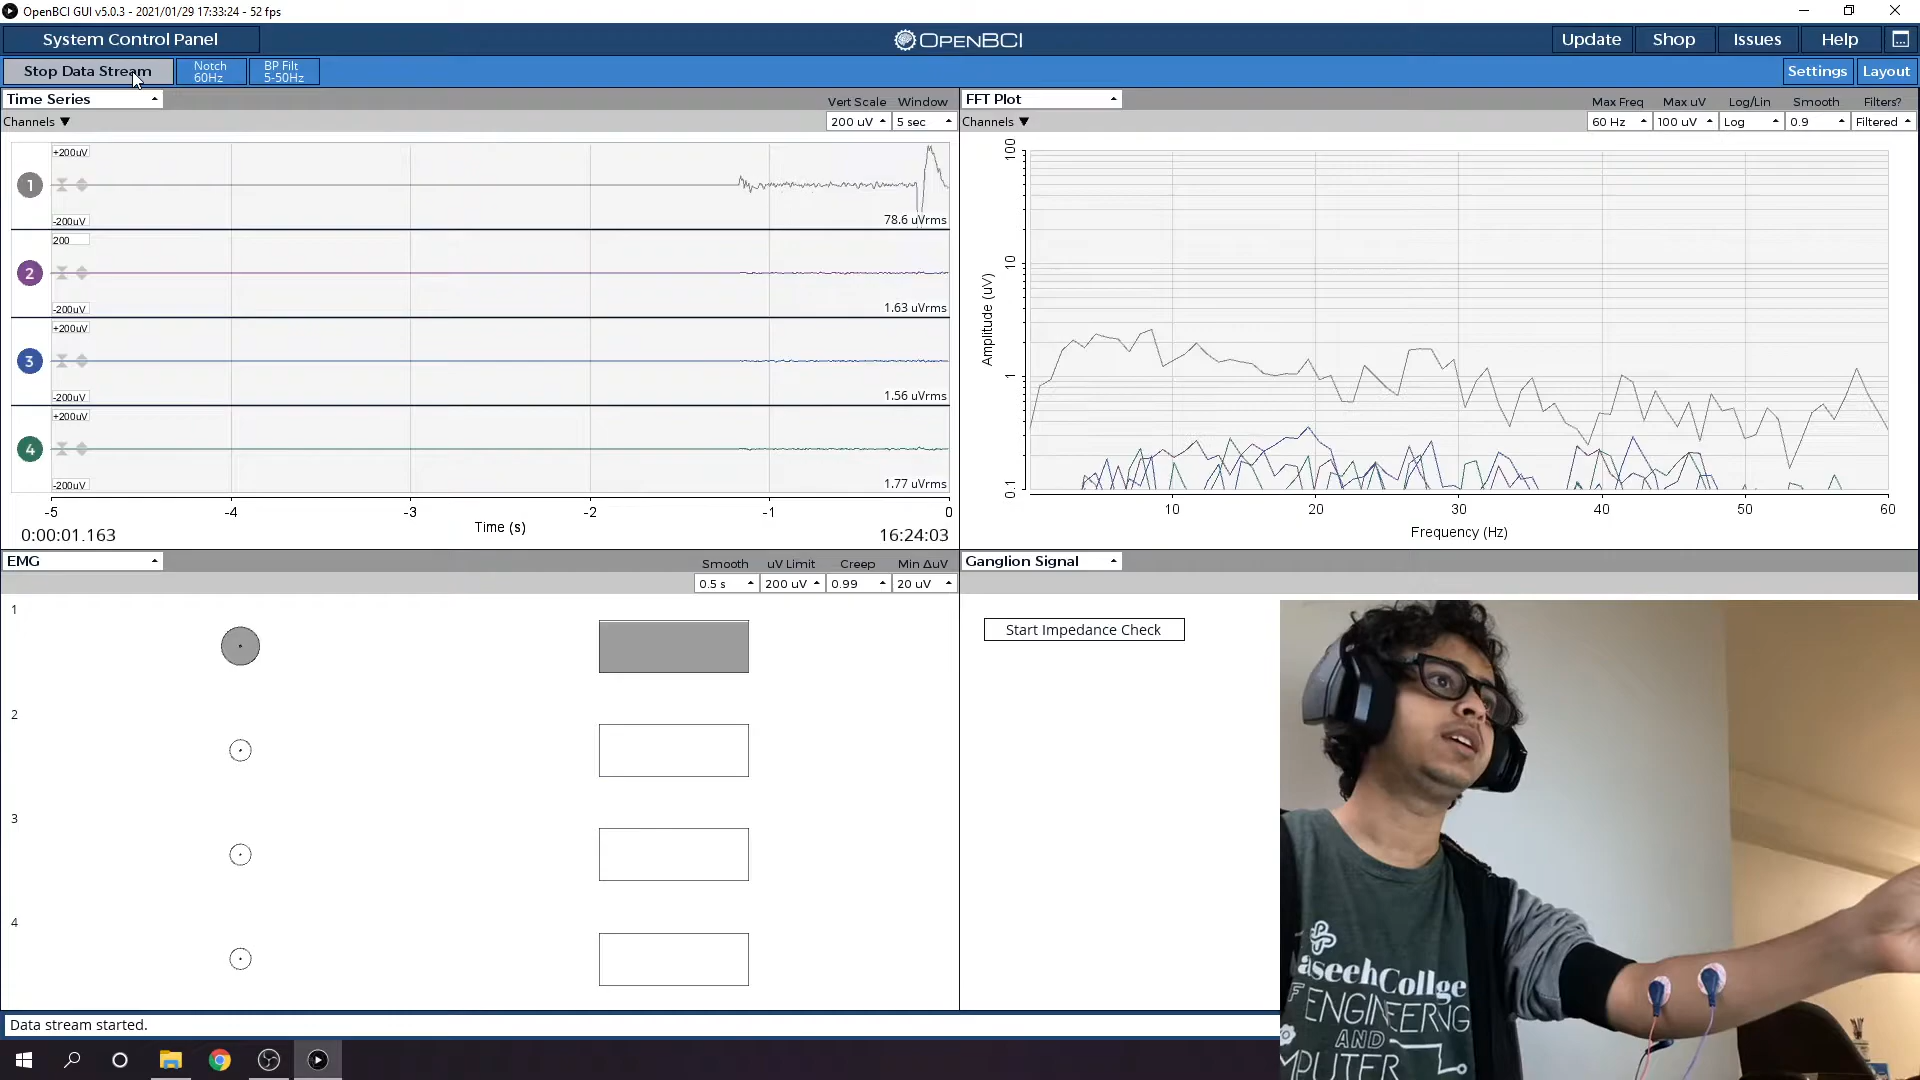 OpenBCI GUI v5.0.3 - 2021/01/29 17:33:24 - 52 fps
System Control Panel
OPENBCI
Update
Shop
Issues
Help
Stop Data Stream
Notch
60Hz
BP Filt
5-50Hz
Settings
Layout
Time Series
Vert Scale
Window
Channels
200 uV
5 sec
+200uV
1
-200uV
78.6 uVrms
200
2
-200uV
1.63 uVrms
+200uV
3
-200uV
1.56 uVrms
+200uV
4
-200uV
1.77 uVrms
-5
-4
-3
-2
-1
0
Time (s)
0:00:01.163
16:24:03
FFT Plot
Max Freq
Max uV
Log/Lin
Smooth
Filters?
Channels
60 Hz
100 uV
Log
0.9
Filtered
100
10
1
0.1
Amplitude (uV)
10
20
30
40
50
60
Frequency (Hz)
EMG
Smooth
uV Limit
Creep
Min ΔuV
0.5 s
200 uV
0.99
20 uV
1
2
3
4
Ganglion Signal
Start Impedance Check
aseehCollge
F ENGINEERING
AND
MPUTER
Data stream started.